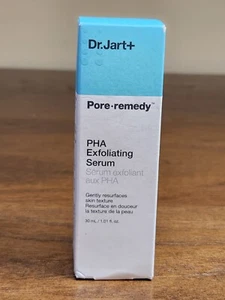 Dr.Jart+
Pore·remedy™
PHA
Exfoliating
Serum
Sérum exfoliant
aux PHA
Gently resurfaces
skin texture
Resurface en douceur
la texture de la peau
30 mL / 1.01 fl. oz.